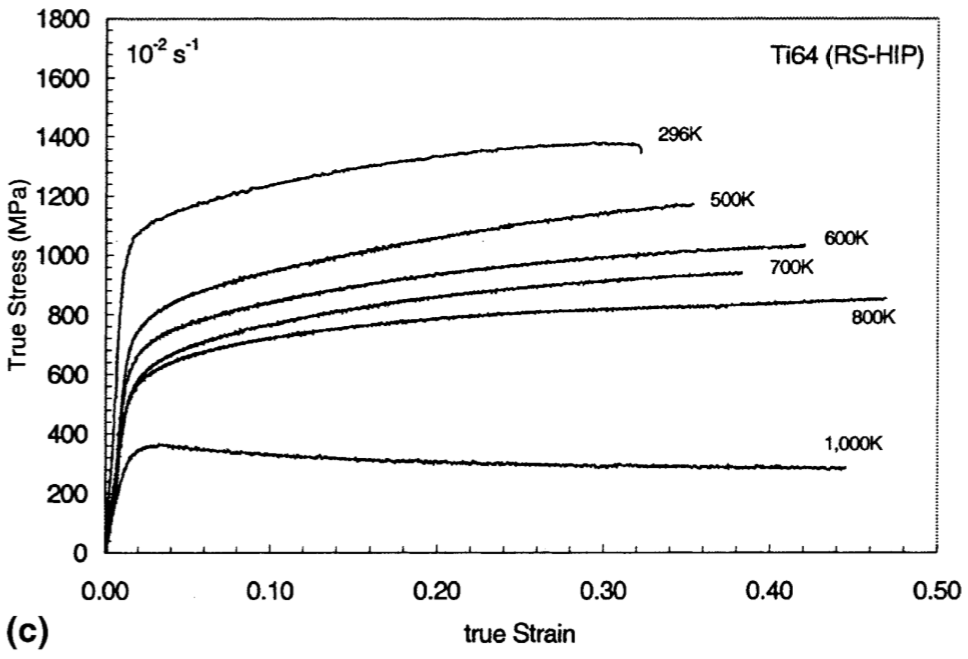 1800
10⁻² s⁻¹
Ti64 (RS-HIP)
1600
1400
296K
1200
500K
1000
600K
700K
800
800K
600
400
1,000K
200
0
True Stress (MPa)
0.00
0.10
0.20
0.30
0.40
0.50
true Strain
(c)